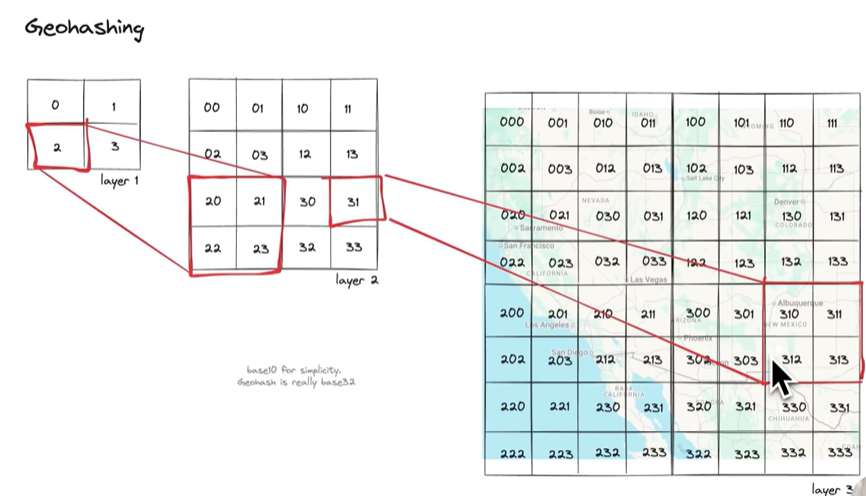 Geohashing
0 1
2 3
layer 1
00 01 10 11
02 03 12 13
20 21 30 31
22 23 32 33
layer 2
base10 for simplicity.
Geohash is really base32
IDAHO
000 001 010 011 100 101 110 111
002 003 012 013 102 103 112 113
Salt Lake City
NEVADA
Denver
020 021 030 031 120 121 130 131
Sacramento
COLORADO
San Francisco
022 023 032 033 122 123 132 133
CALIFORNIA
Las Vegas
Albuquerque
200 201 210 211 300 301 310 311
Los Angeles
ARIZONA
NEW MEXICO
Phoenix
San Diego
202 203 212 213 302 303 312 313
BAJA
CALIFORNIA
220 221 230 231 320 321 330 331
CHIHUAHUA
222 223 232 233 322 323 332 333
layer 3